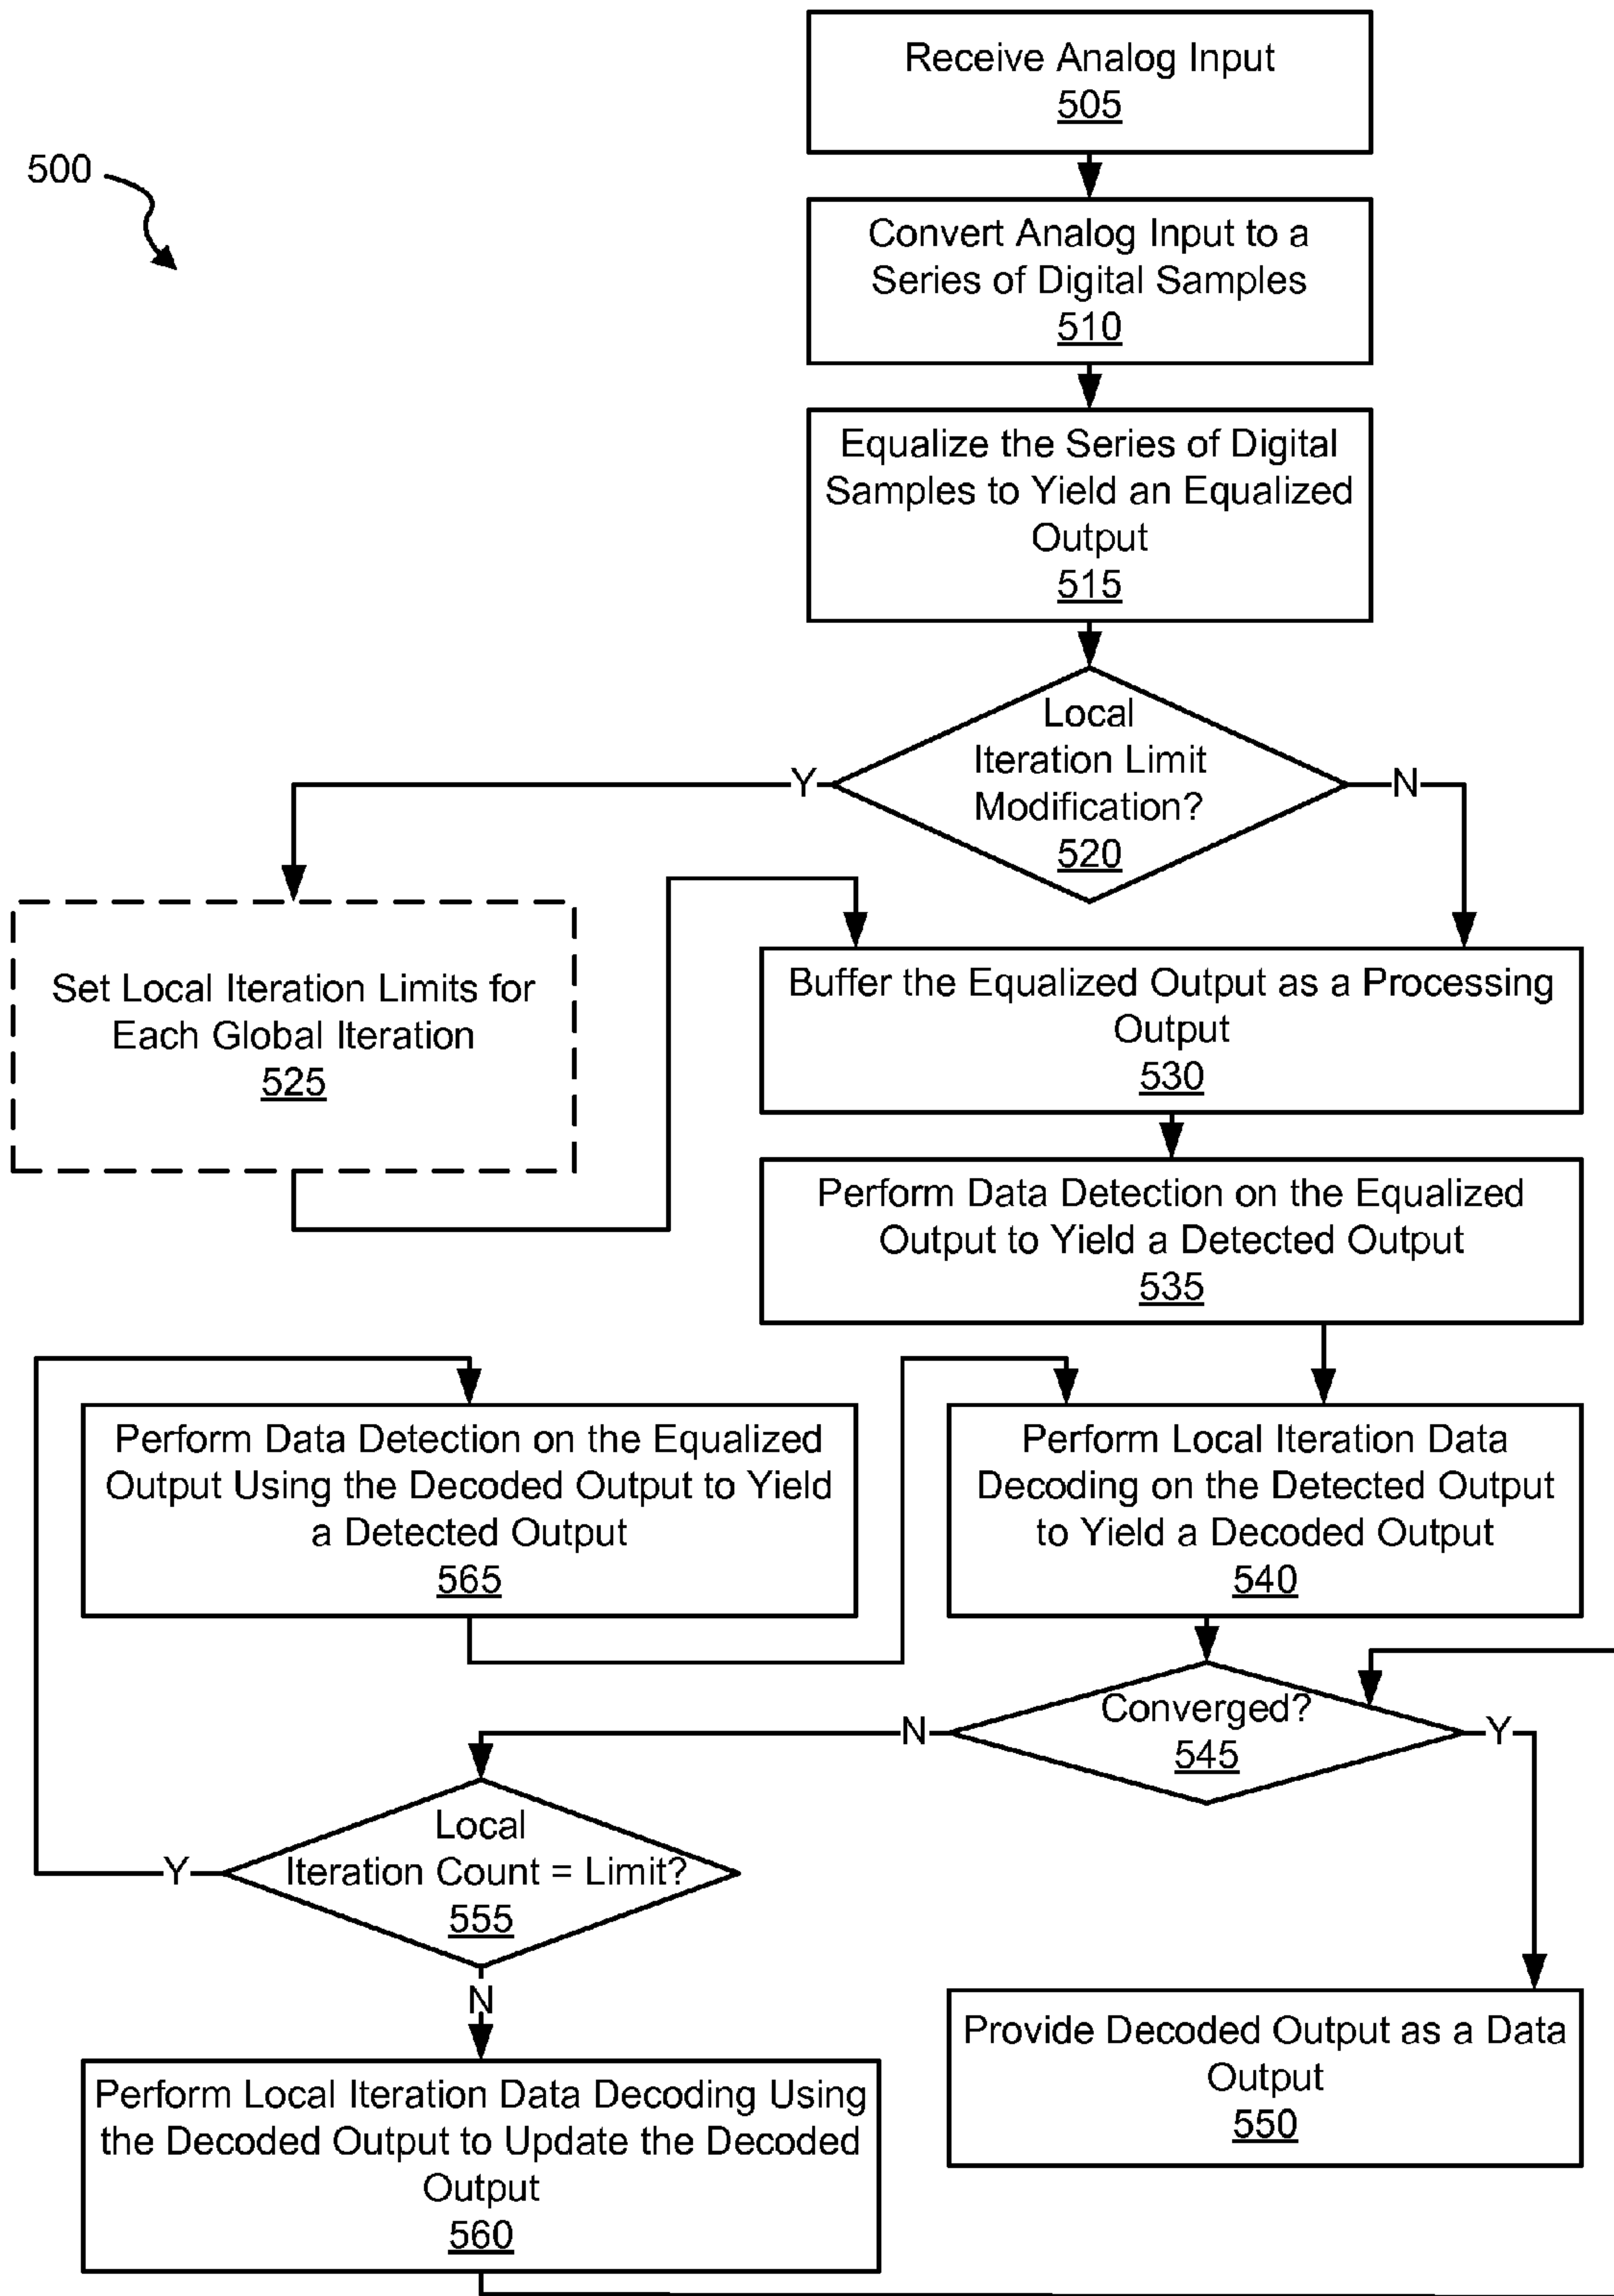 Receive Analog Input
505
500
Convert Analog Input to a
Series of Digital Samples
510
Equalize the Series of Digital
Samples to Yield an Equalized
Output
515
Local
Iteration Limit
Modification?
520
Y
N
Set Local Iteration Limits for
Each Global Iteration
525
Buffer the Equalized Output as a Processing
Output
530
Perform Data Detection on the Equalized
Output to Yield a Detected Output
535
Perform Data Detection on the Equalized
Output Using the Decoded Output to Yield
a Detected Output
565
Perform Local Iteration Data
Decoding on the Detected Output
to Yield a Decoded Output
540
Converged?
545
N
Y
Local
Iteration Count = Limit?
555
Y
N
Provide Decoded Output as a Data
Output
550
Perform Local Iteration Data Decoding Using
the Decoded Output to Update the Decoded
Output
560